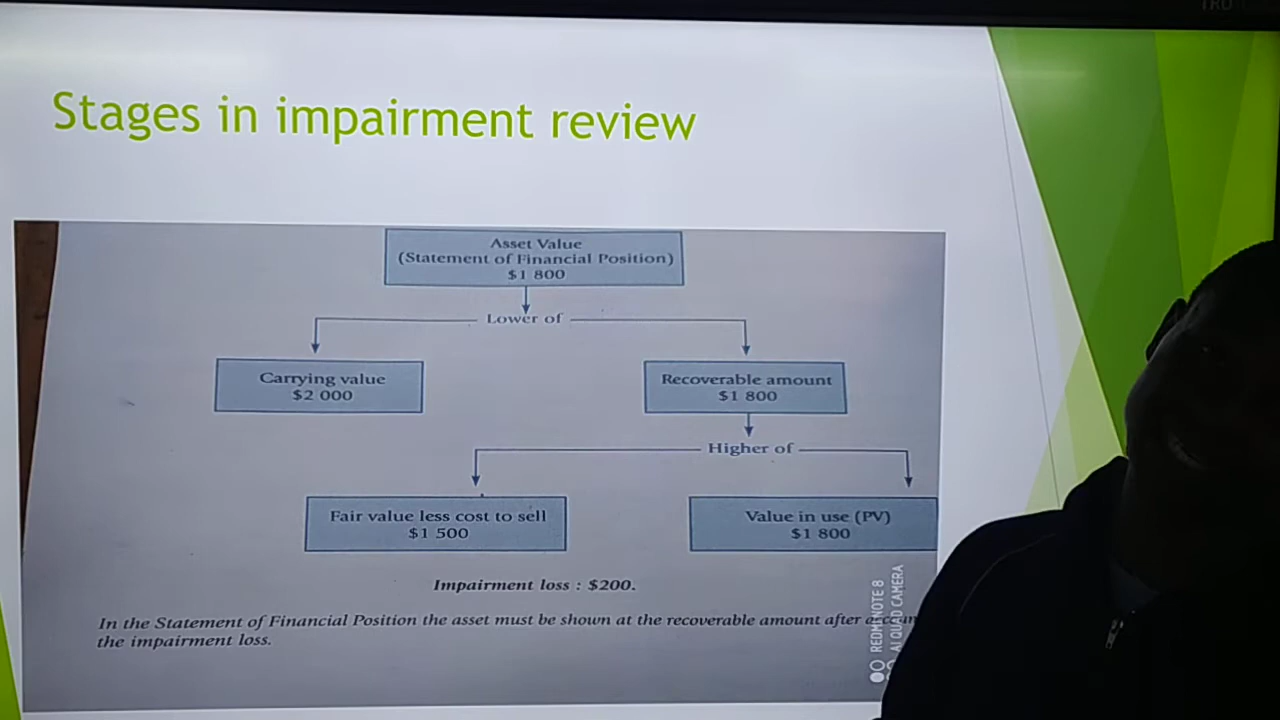 Stages in impairment review
Asset Value
(Statement of Financial Position)
$1 800
Lower of
Carrying value
$2 000
Recoverable amount
$1 800
Higher of
Fair value less cost to sell
$1 500
Value in use (PV)
$1 800
Impairment loss : $200.
In the Statement of Financial Position the asset must be shown at the recoverable amount after
the impairment loss.
REDMI NOTE 8
AI QUAD CAMERA